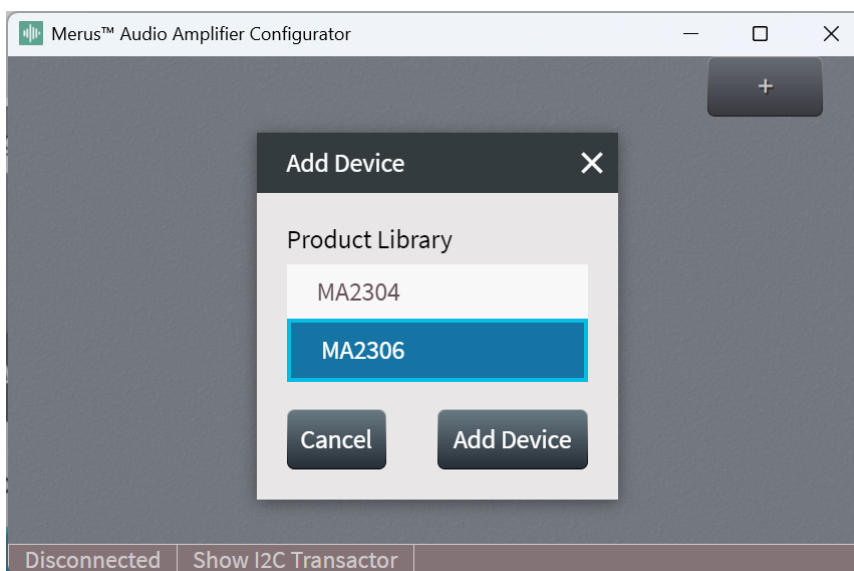 Merus™ Audio Amplifier Configurator
+
Add Device
Product Library
MA2304
MA2306
Cancel Add Device
Disconnected Show I2C Transactor